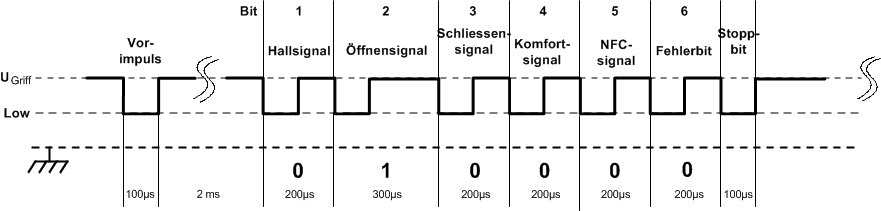 Bit 1 2 3 4 5 6
Vor-
impuls
Hallsignal
Öffnensignal
Schliessen-
signal
Komfort-
signal
NFC-
signal
Fehlerbit
Stopp-
bit
U Griff
Low
0 1 0 0 0 0
100µs 2 ms 200µs 300µs 200µs 200µs 200µs 200µs 100µs